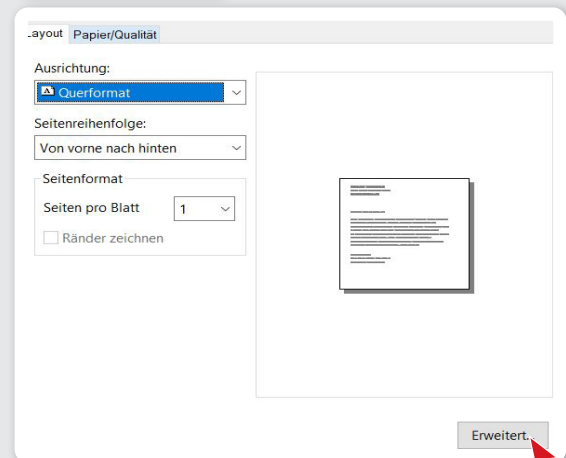 Layout Papier/Qualität
Ausrichtung:
Querformat
Seitenreihenfolge:
Von vorne nach hinten
Seitenformat
Seiten pro Blatt 1
Ränder zeichnen
Erweitert...